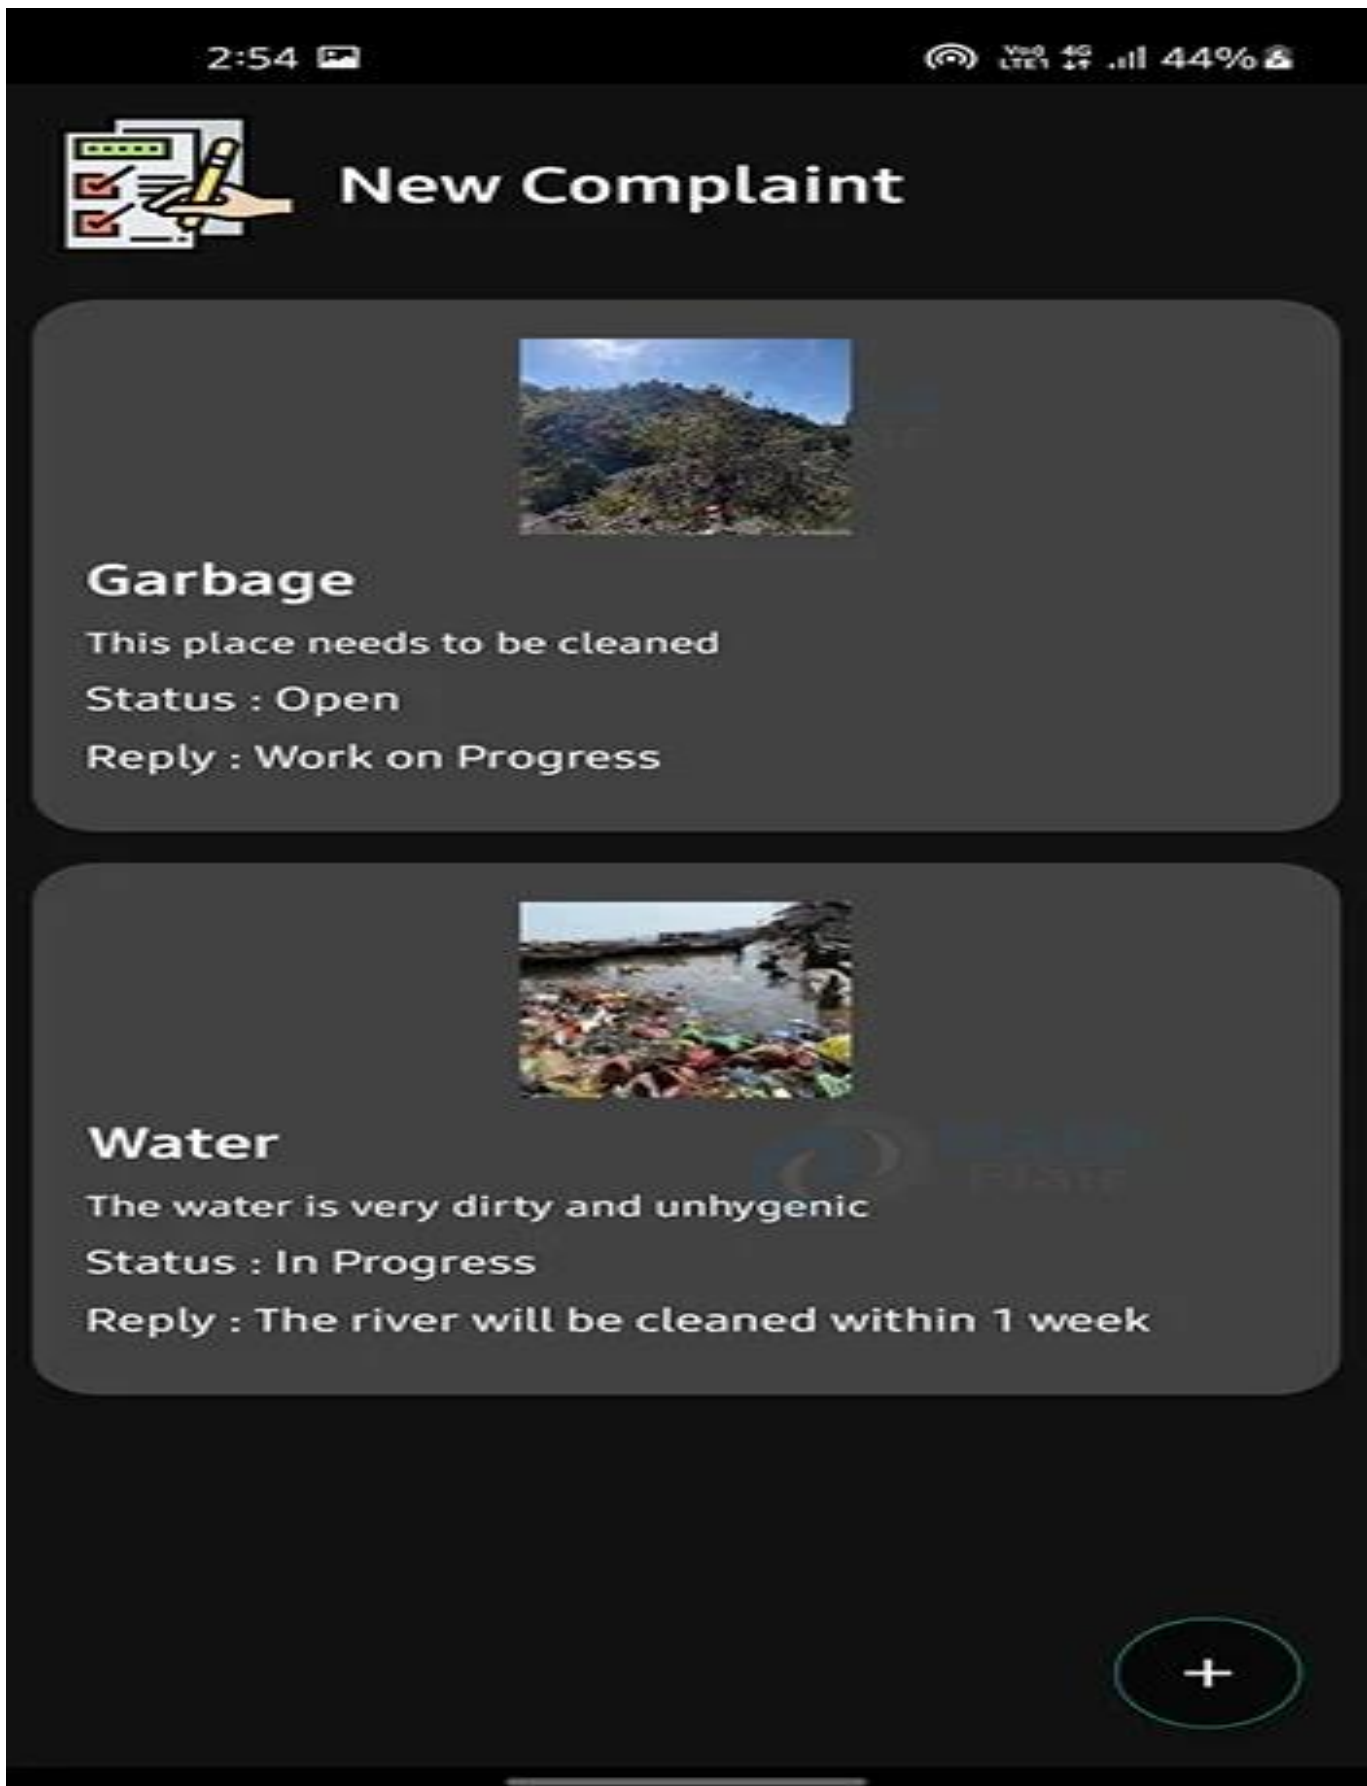 2:54
4G
44%
New Complaint
Garbage
This place needs to be cleaned
Status : Open
Reply : Work on Progress
Water
The water is very dirty and unhygenic
Status : In Progress
Reply : The river will be cleaned within 1 week
+